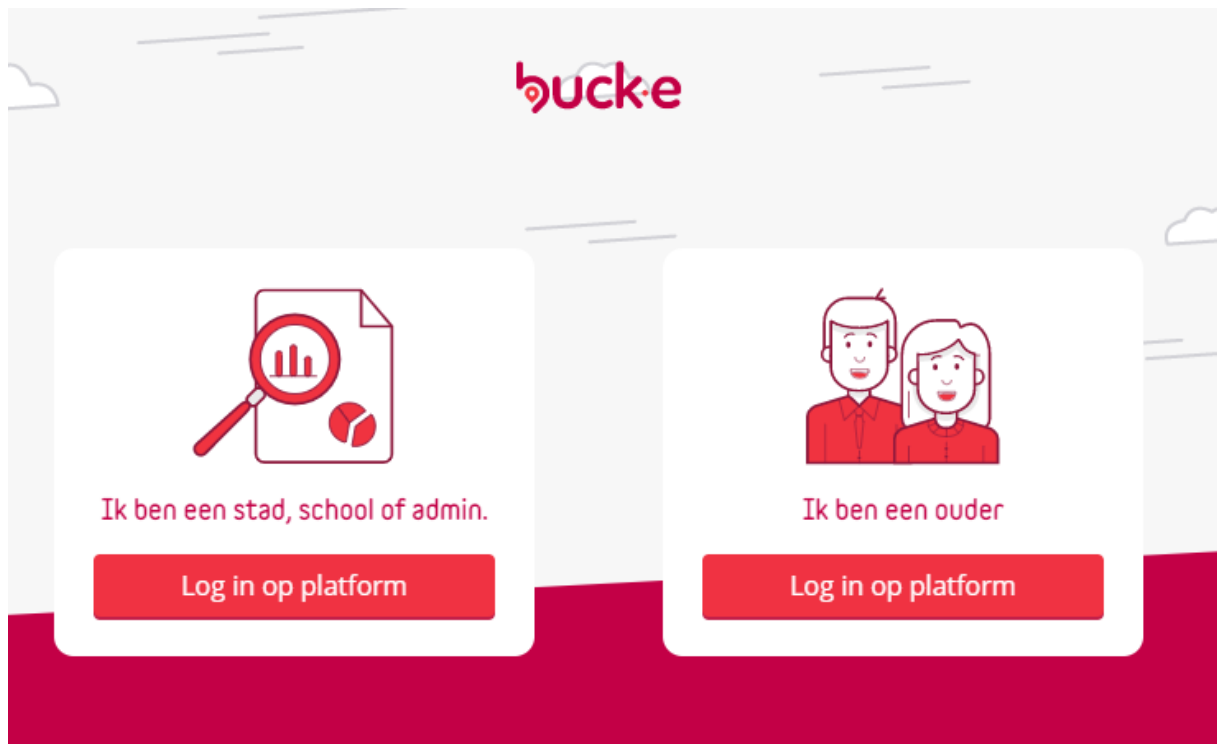 buck·e
Ik ben een stad, school of admin.
Ik ben een ouder
Log in op platform
Log in op platform